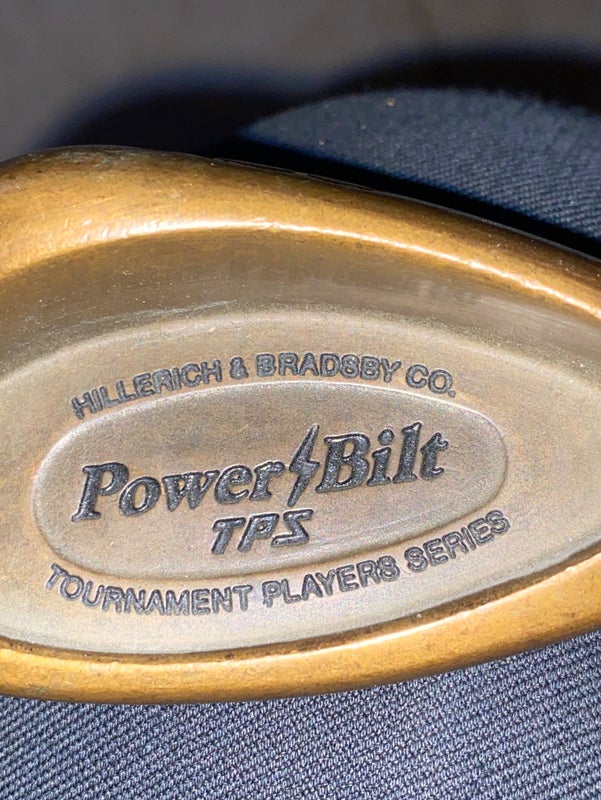 HILLERICH & BRADSBY CO.
Power Bilt
TPS
TOURNAMENT PLAYERS SERIES